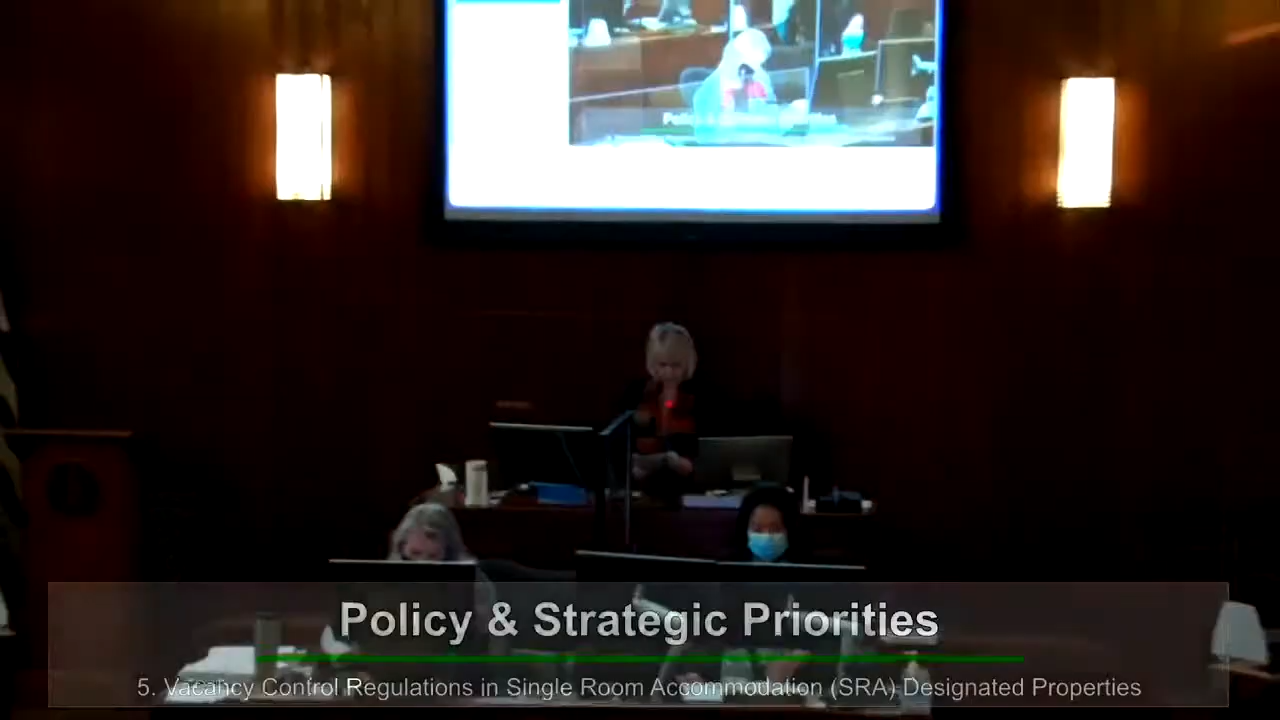 Policy & Strategic Priorities
5. Vacancy Control Regulations in Single Room Accommodation (SRA) Designated Properties